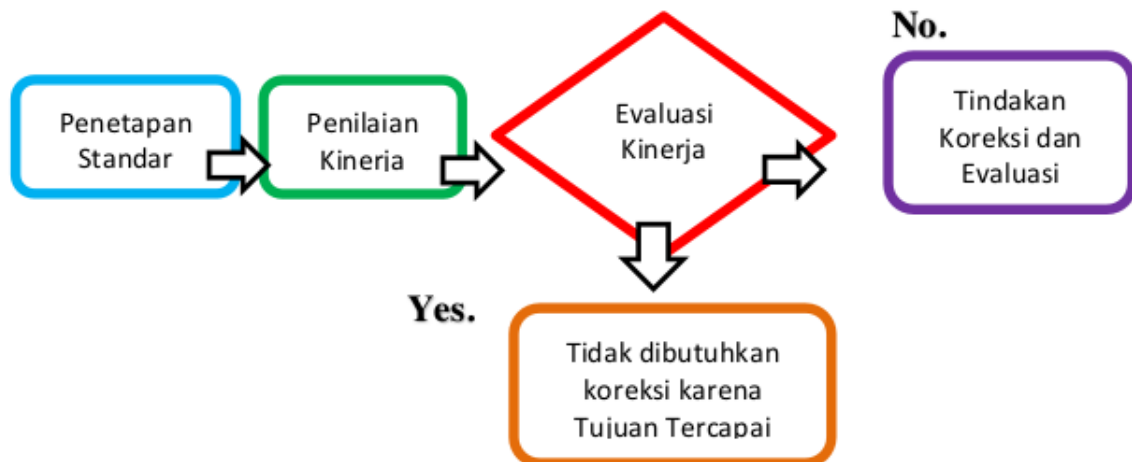 Penetapan
Standar
Penilaian
Kinerja
Evaluasi
Kinerja
No.
Tindakan
Koreksi dan
Evaluasi
Yes.
Tidak dibutuhkan
koreksi karena
Tujuan Tercapai